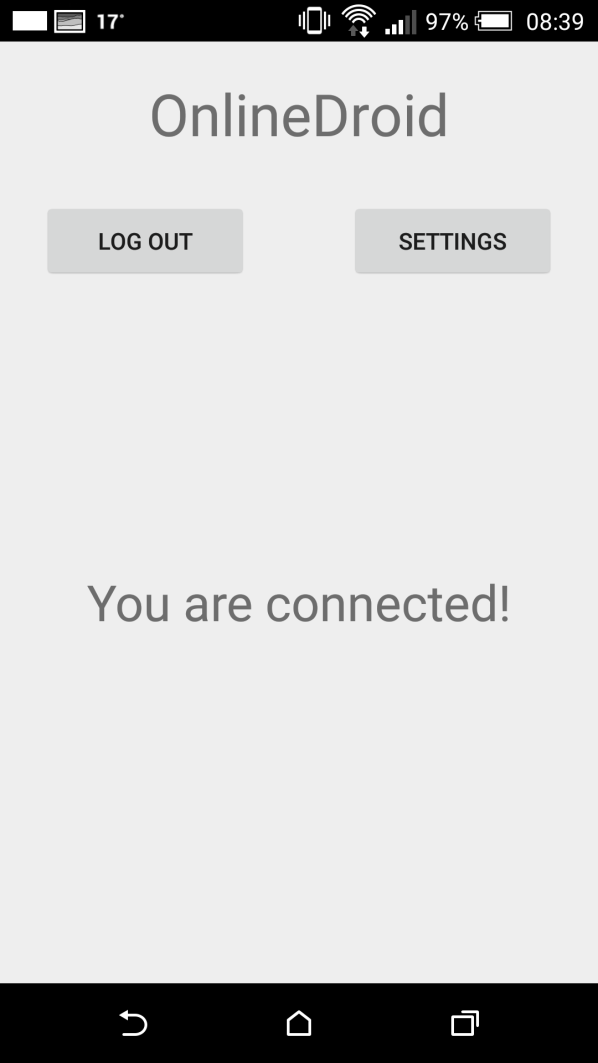 17° 97% 08:39
OnlineDroid
LOG OUT SETTINGS
You are connected!